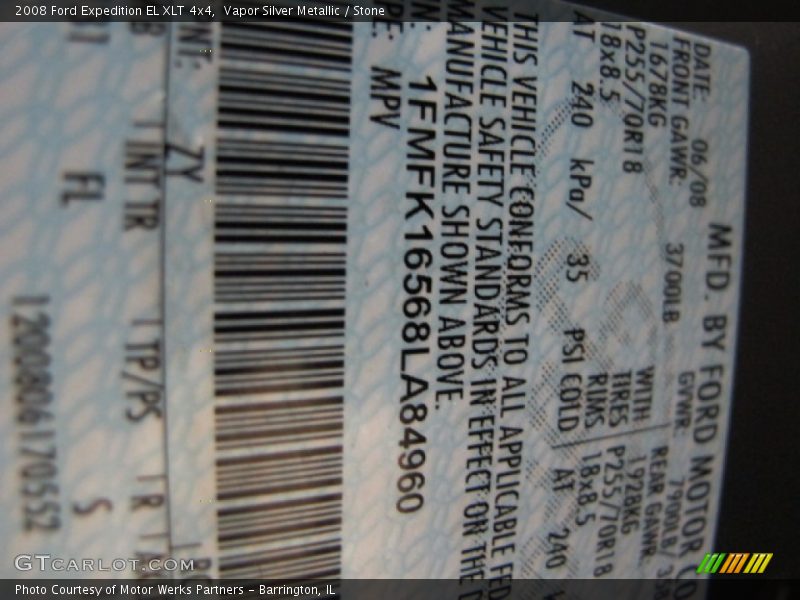 2008 Ford Expedition EL XLT 4x4, Vapor Silver Metallic / Stone
MFD. BY FORD MOTOR CO
DATE: 06/08 GVWR: 7900LB/
FRONT GAWR: 3700LB REAR GAWR
1678KG WITH 1928KG
P255/70R18 TIRES P255/70R18
18x8.5 RIMS 18x8.5
AT 240 kPa/ 35 PSI COLD AT 240
THIS VEHICLE CONFORMS TO ALL APPLICABLE FED
VEHICLE SAFETY STANDARDS IN EFFECT ON THE D
MANUFACTURE SHOWN ABOVE.
1FMFK16568LA84960
MPV
ZY
INT TR TP/PS R
FL S
1200806170552
GTCARLOT.COM
Photo Courtesy of Motor Werks Partners - Barrington, IL